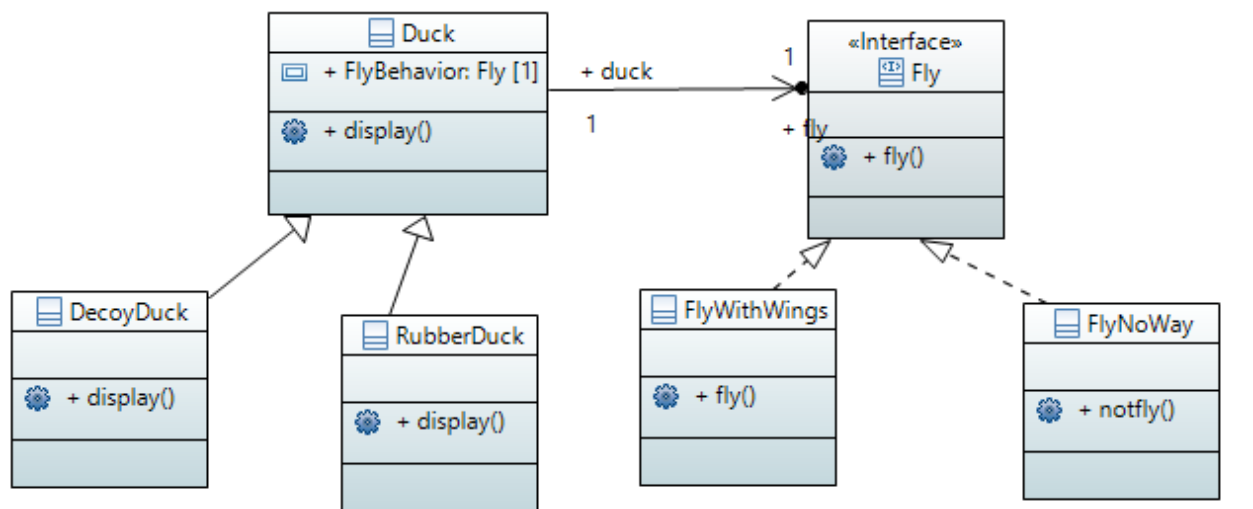 Duck
+ FlyBehavior: Fly [1]
+ display()
+ duck
1
1
+ fly
«Interface»
<I>
Fly
+ fly()
DecoyDuck
+ display()
RubberDuck
+ display()
FlyWithWings
+ fly()
FlyNoWay
+ notfly()